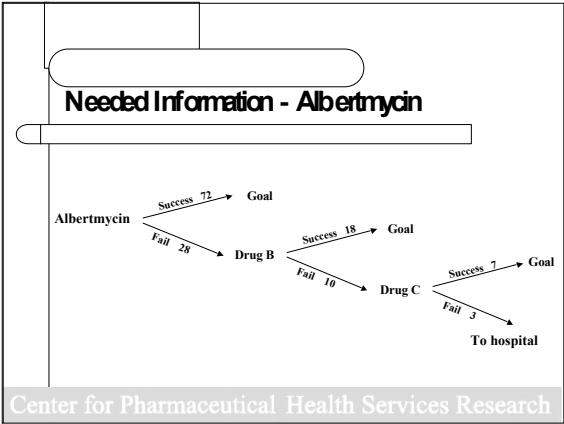 Needed Information - Albertmycin
Success 72
Goal
Albertmycin
Fail 28
Drug B
Success 18
Goal
Fail 10
Drug C
Success 7
Goal
Fail 3
To hospital
Center for Pharmaceutical Health Services Research